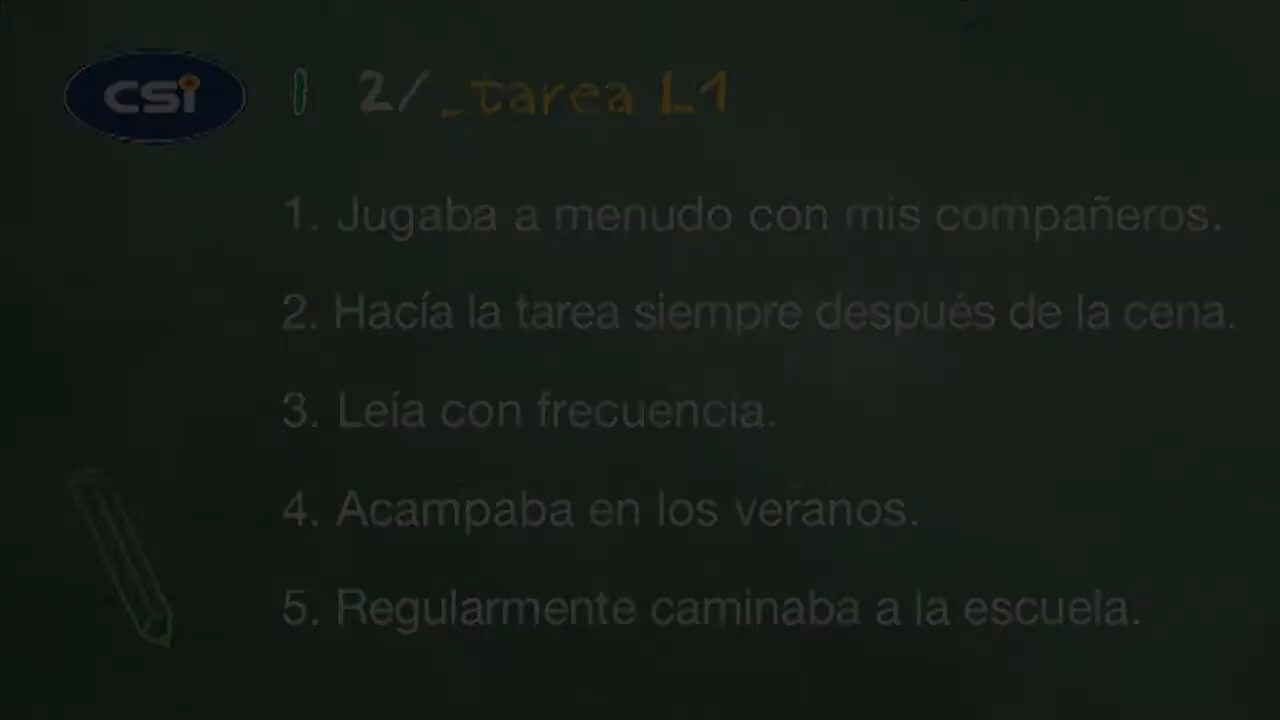 CSi 2/_tarea L1
1. Jugaba a menudo con mis compañeros.
2. Hacía la tarea siempre después de la cena.
3. Leía con frecuencia.
4. Acampaba en los veranos.
5. Regularmente caminaba a la escuela.